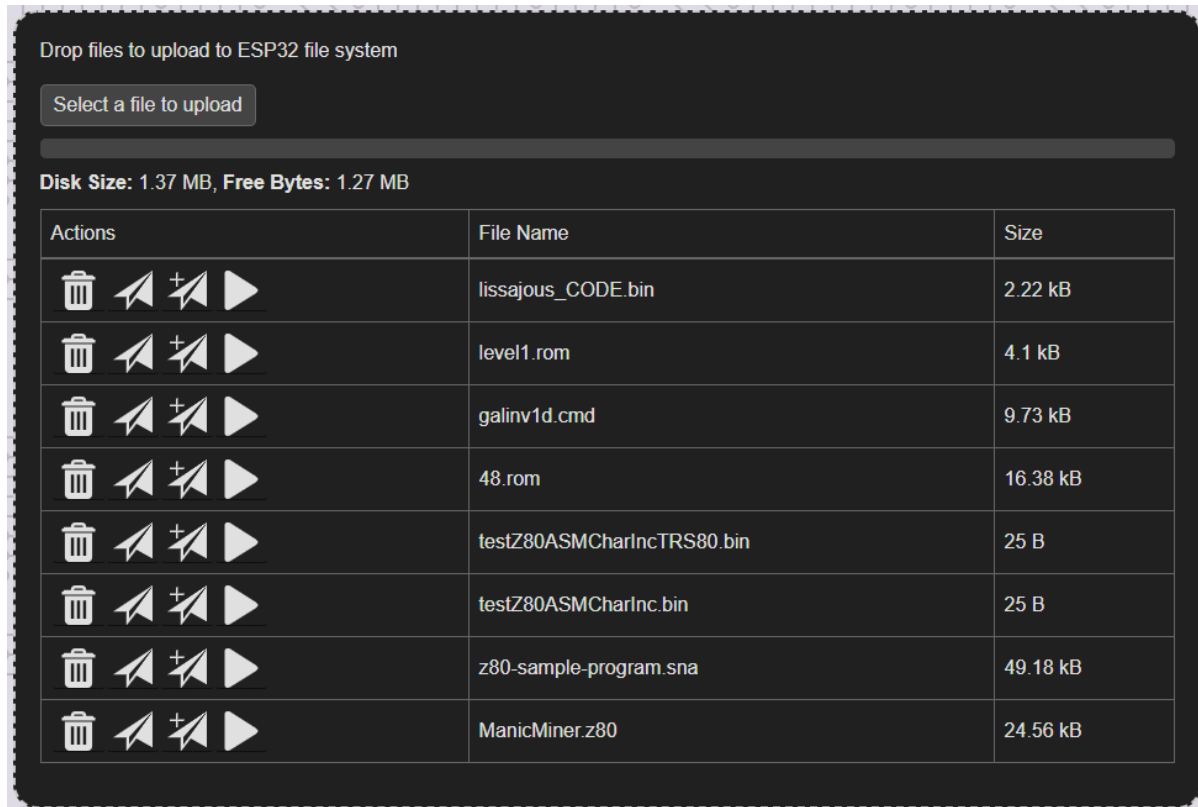 Drop files to upload to ESP32 file system
Select a file to upload
Disk Size: 1.37 MB, Free Bytes: 1.27 MB
Actions File Name Size
lissajous_CODE.bin 2.22 kB
level1.rom 4.1 kB
galinv1d.cmd 9.73 kB
48.rom 16.38 kB
testZ80ASMCharIncTRS80.bin 25 B
testZ80ASMCharInc.bin 25 B
z80-sample-program.sna 49.18 kB
ManicMiner.z80 24.56 kB